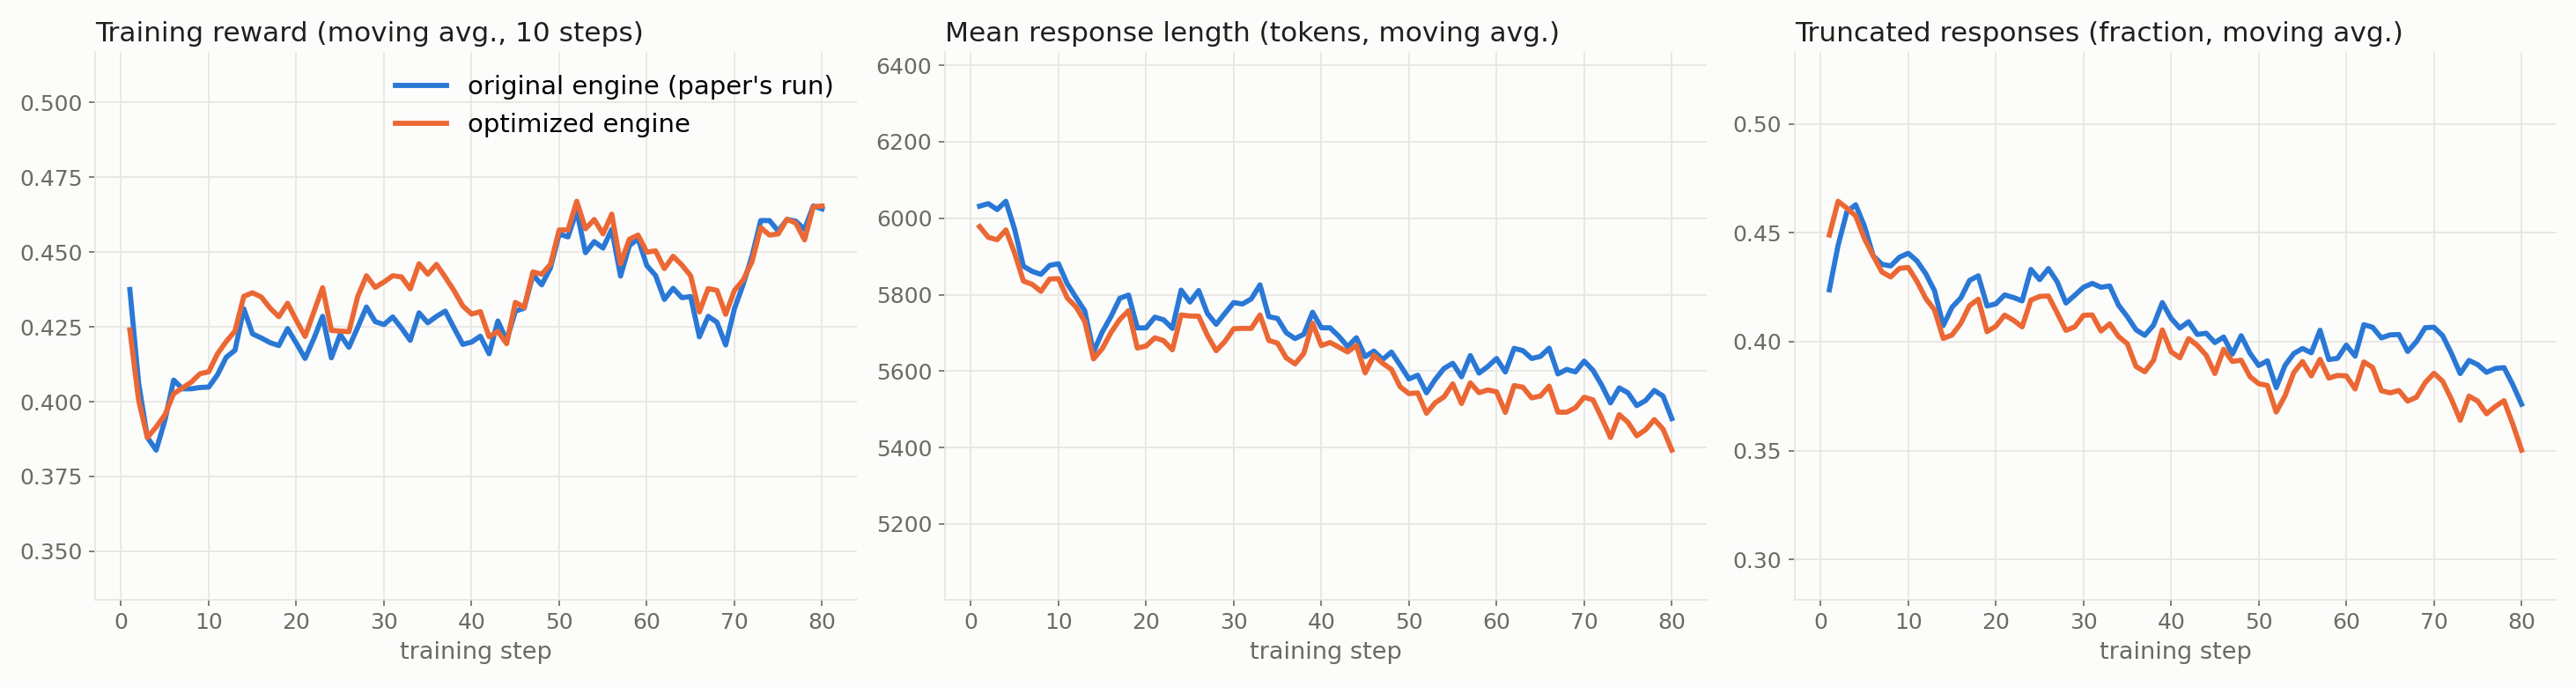 Training reward (moving avg., 10 steps)
original engine (paper's run)
optimized engine
0.500
0.475
0.450
0.425
0.400
0.375
0.350
0 10 20 30 40 50 60 70 80
training step
Mean response length (tokens, moving avg.)
6400
6200
6000
5800
5600
5400
5200
0 10 20 30 40 50 60 70 80
training step
Truncated responses (fraction, moving avg.)
0.50
0.45
0.40
0.35
0.30
0 10 20 30 40 50 60 70 80
training step